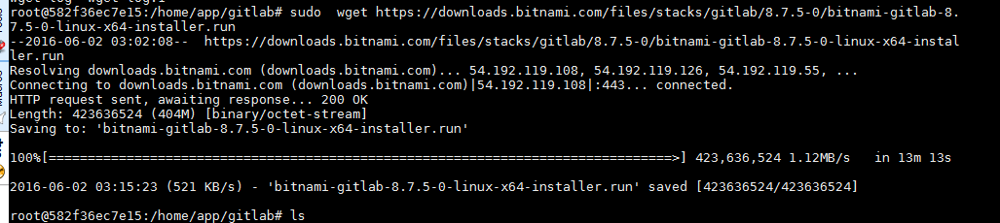 root@582f36ec7e15:/home/app/gitlab# sudo  wget https://downloads.bitnami.com/files/stacks/gitlab/8.7.5-0/bitnami-gitlab-8.
7.5-0-linux-x64-installer.run
--2016-06-02 03:02:08--  https://downloads.bitnami.com/files/stacks/gitlab/8.7.5-0/bitnami-gitlab-8.7.5-0-linux-x64-instal
ler.run
Resolving downloads.bitnami.com (downloads.bitnami.com)... 54.192.119.108, 54.192.119.126, 54.192.119.55, ...
Connecting to downloads.bitnami.com (downloads.bitnami.com)|54.192.119.108|:443... connected.
HTTP request sent, awaiting response... 200 OK
Length: 423636524 (404M) [binary/octet-stream]
Saving to: 'bitnami-gitlab-8.7.5-0-linux-x64-installer.run'
100%[=================================================================================>] 423,636,524 1.12MB/s   in 13m 13s
2016-06-02 03:15:23 (521 KB/s) - 'bitnami-gitlab-8.7.5-0-linux-x64-installer.run' saved [423636524/423636524]
root@582f36ec7e15:/home/app/gitlab# ls